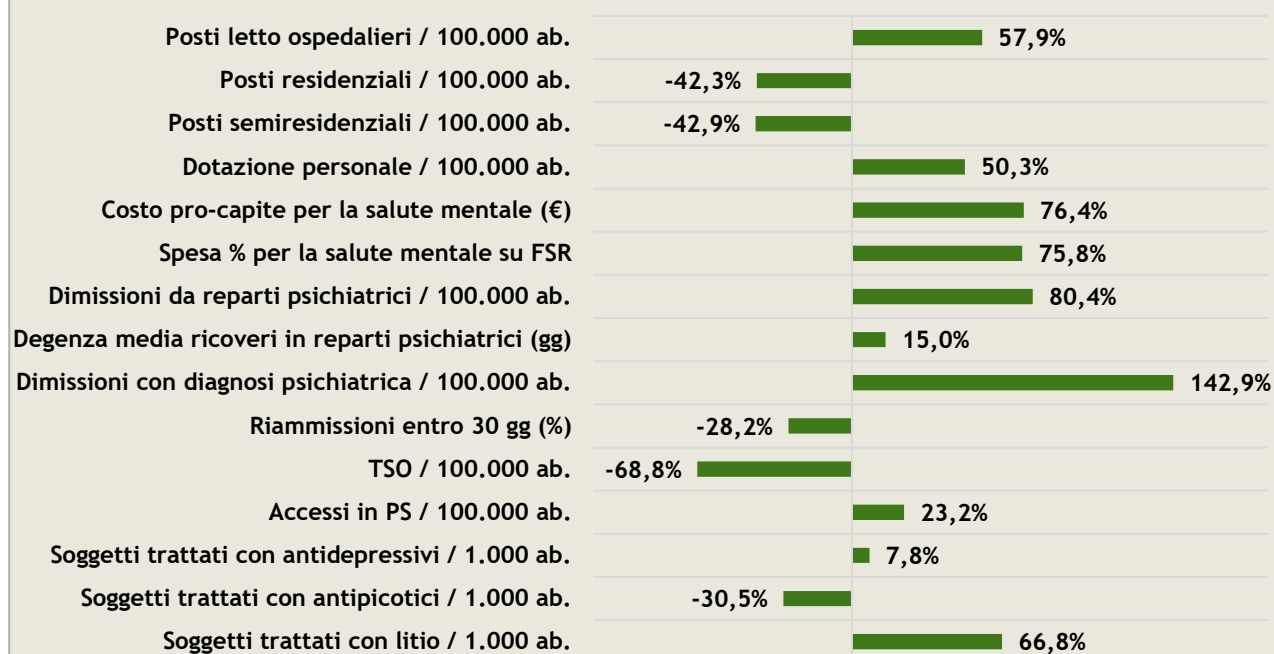 Posti letto ospedalieri / 100.000 ab. 57,9%
Posti residenziali / 100.000 ab. -42,3%
Posti semiresidenziali / 100.000 ab. -42,9%
Dotazione personale / 100.000 ab. 50,3%
Costo pro-capite per la salute mentale (€) 76,4%
Spesa % per la salute mentale su FSR 75,8%
Dimissioni da reparti psichiatrici / 100.000 ab. 80,4%
Degenza media ricoveri in reparti psichiatrici (gg) 15,0%
Dimissioni con diagnosi psichiatrica / 100.000 ab. 142,9%
Riammissioni entro 30 gg (%) -28,2%
TSO / 100.000 ab. -68,8%
Accessi in PS / 100.000 ab. 23,2%
Soggetti trattati con antidepressivi / 1.000 ab. 7,8%
Soggetti trattati con antipicotici / 1.000 ab. -30,5%
Soggetti trattati con litio / 1.000 ab. 66,8%